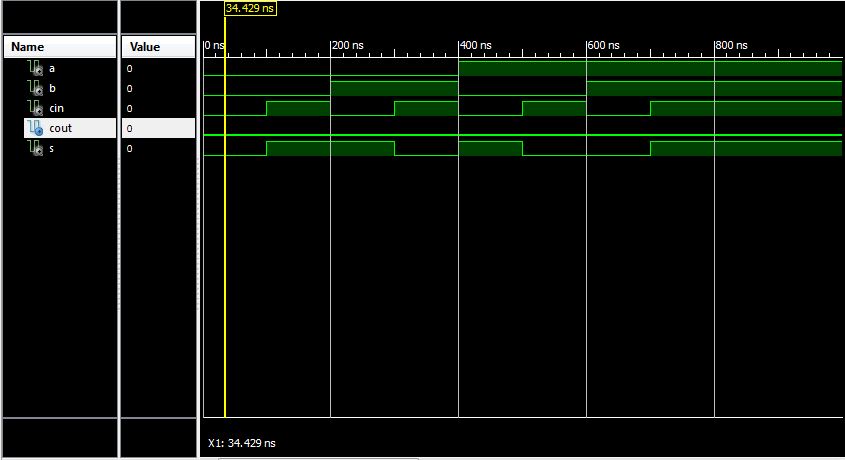 34.429 ns
Name Value
0 ns 200 ns 400 ns 600 ns 800 ns
a 0
b 0
cin 0
cout 0
s 0
X1: 34.429 ns